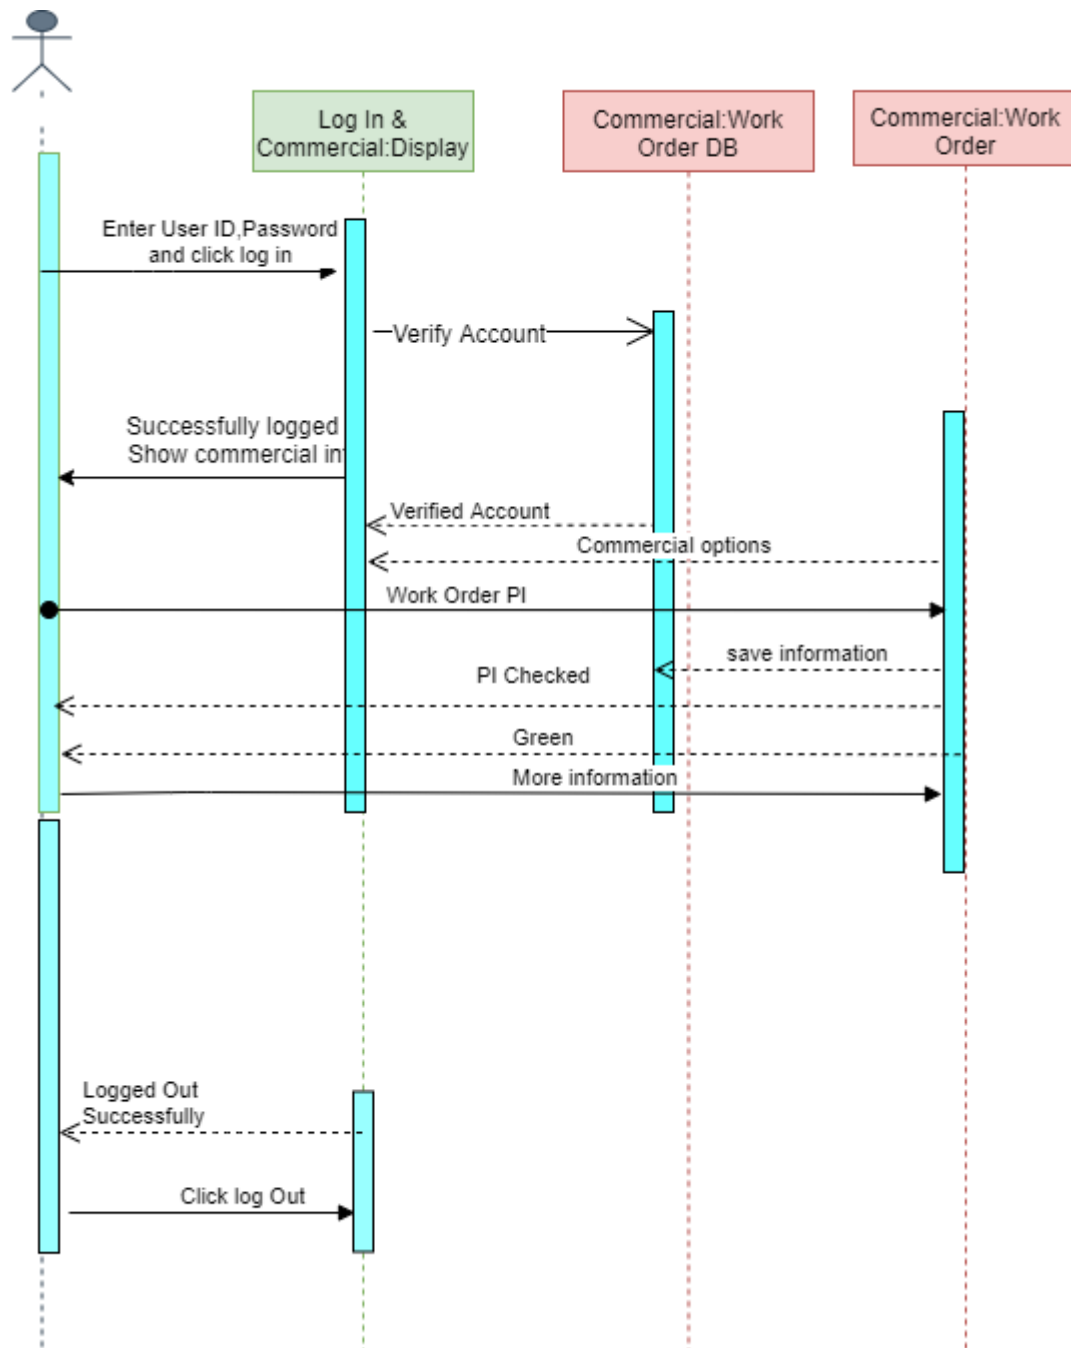 Log In &
Commercial:Display
Commercial:Work
Order DB
Commercial:Work
Order
Enter User ID,Password
and click log in
Verify Account
Successfully logged
Show commercial
Verified Account
Commercial options
Work Order PI
save information
PI Checked
Green
More information
Logged Out
Successfully
Click log Out